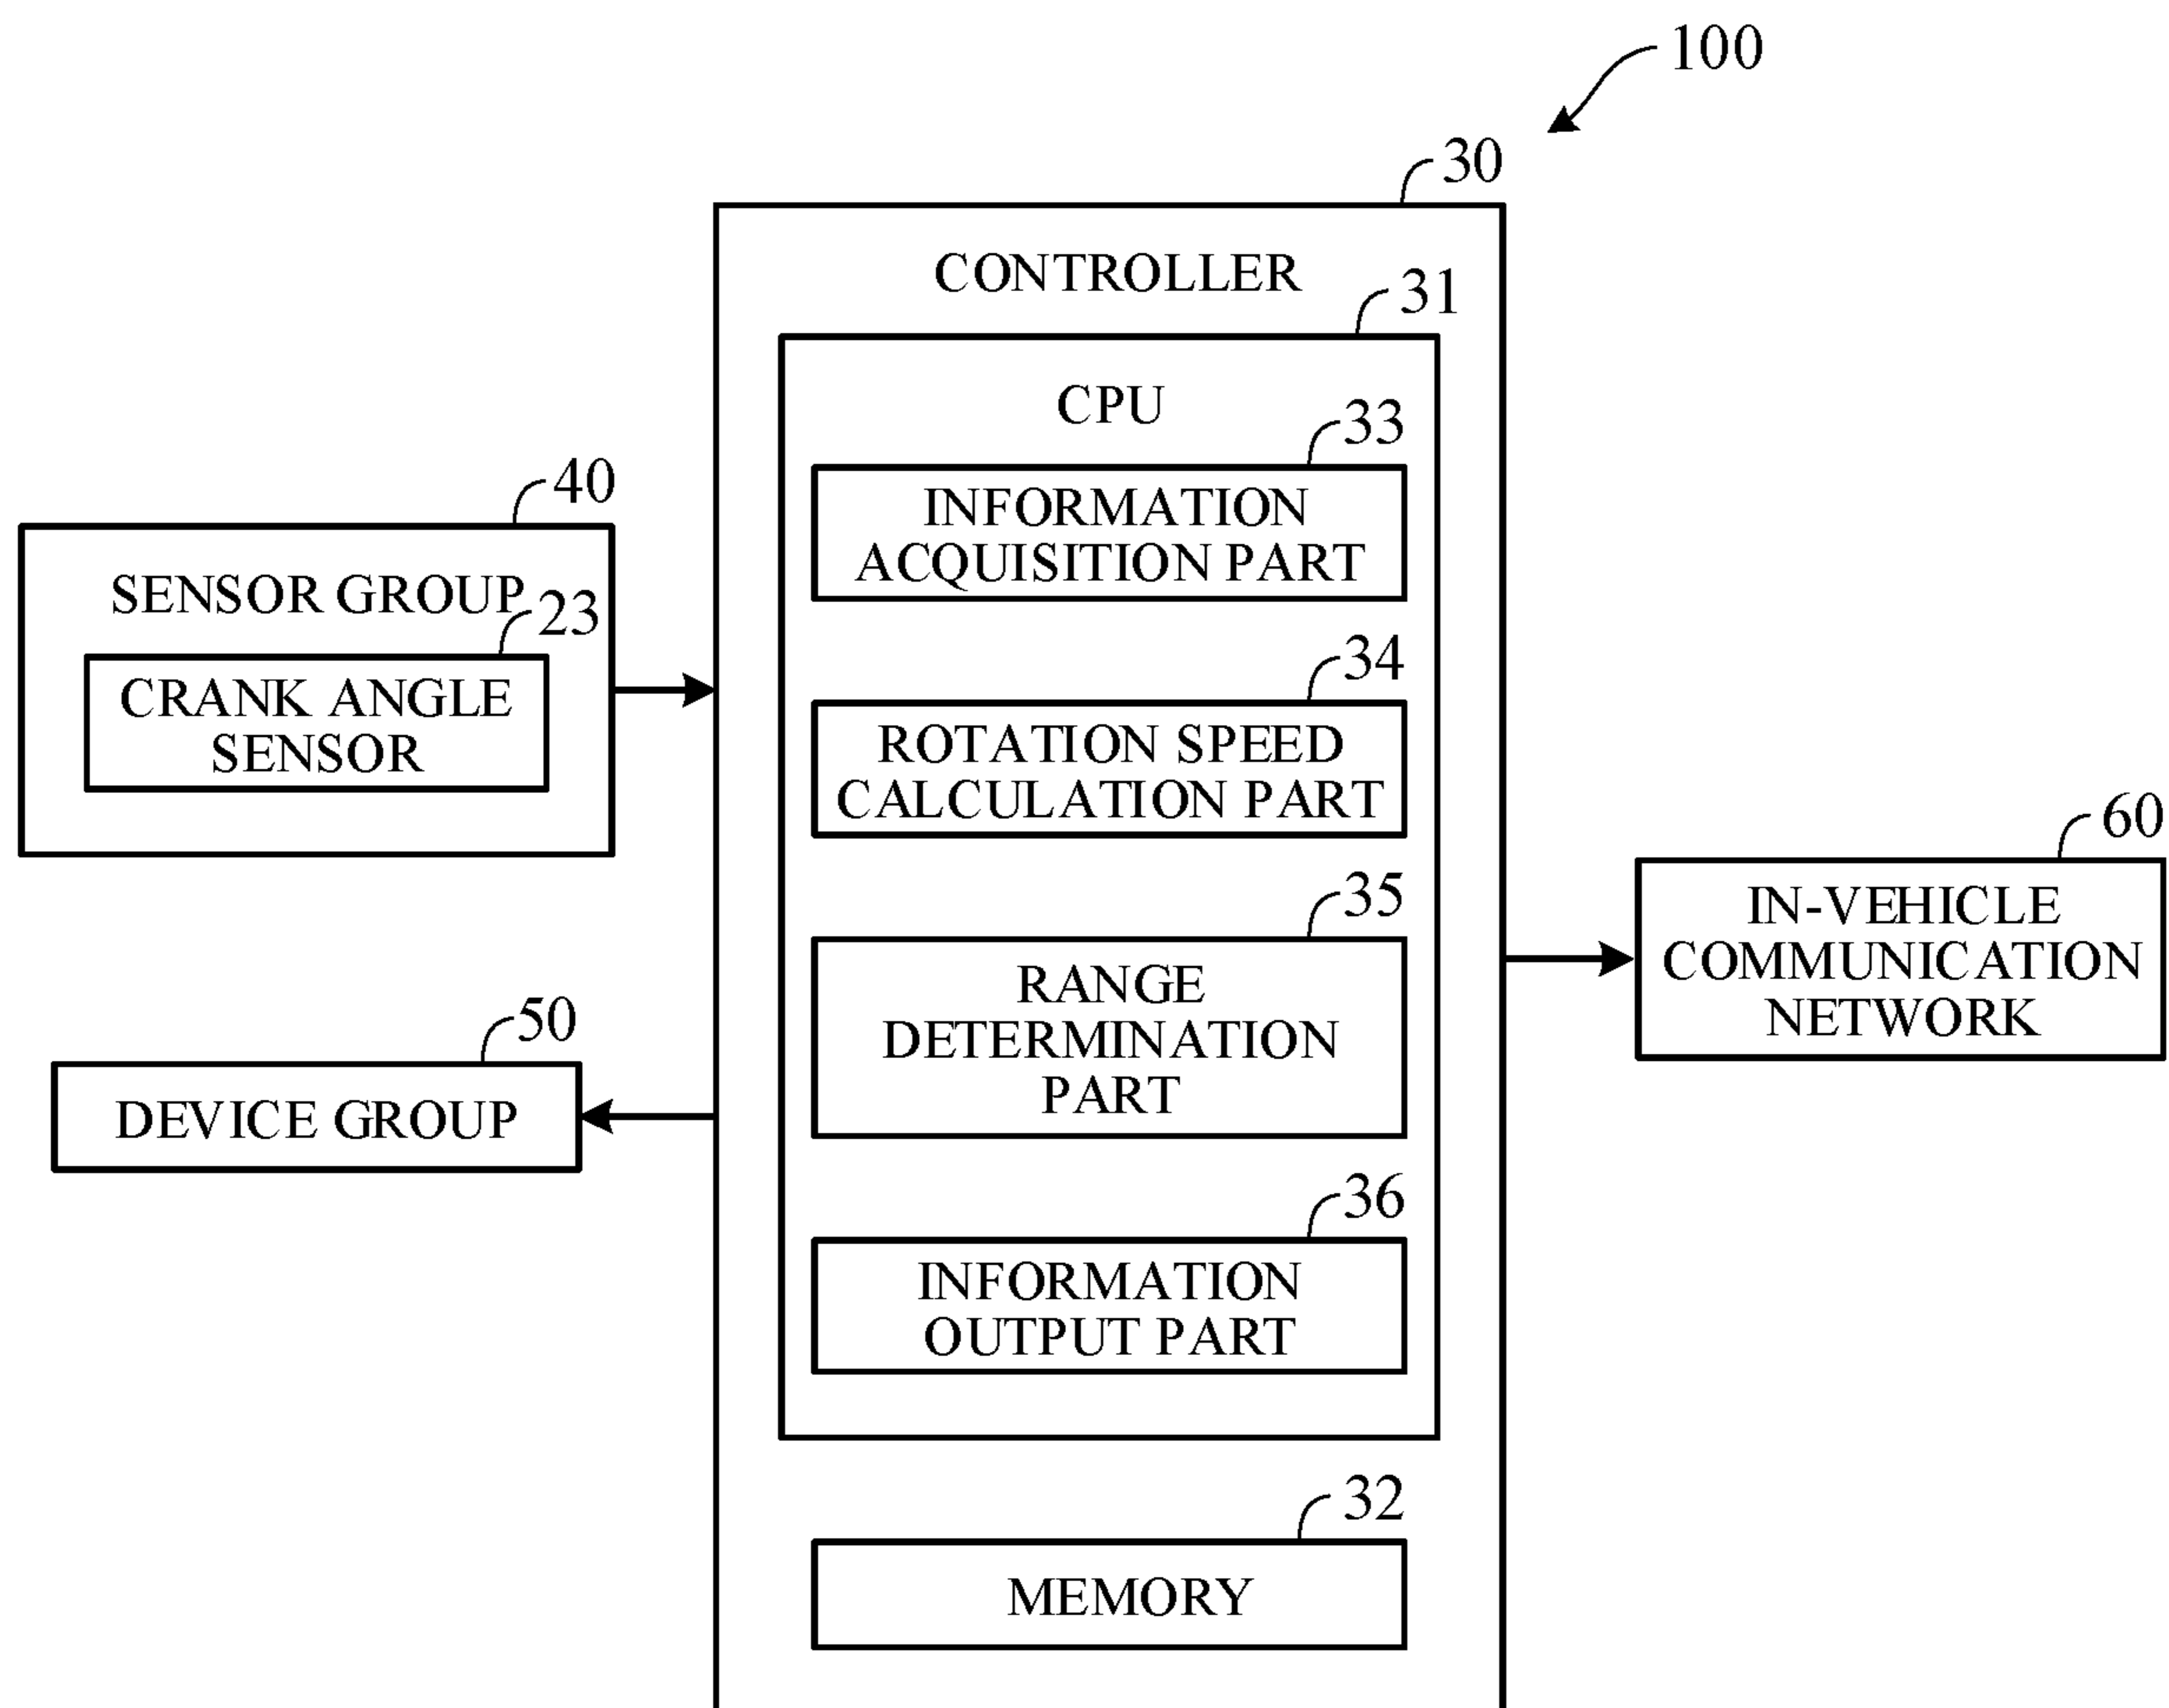 100
30
CONTROLLER
31
CPU
33
INFORMATION
ACQUISITION PART
34
ROTATION SPEED
CALCULATION PART
35
RANGE
DETERMINATION
PART
36
INFORMATION
OUTPUT PART
32
MEMORY
40
SENSOR GROUP
23
CRANK ANGLE
SENSOR
50
DEVICE GROUP
60
IN-VEHICLE
COMMUNICATION
NETWORK